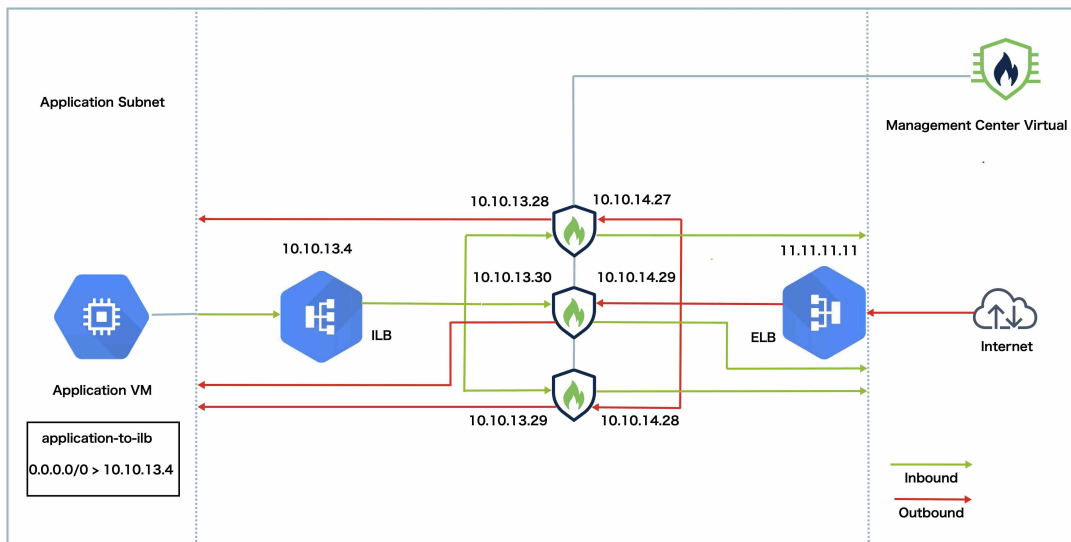 Application Subnet
Management Center Virtual
10.10.13.28
10.10.14.27
10.10.13.4
11.11.11.11
10.10.13.30
10.10.14.29
ILB
ELB
Internet
Application VM
10.10.13.29
10.10.14.28
application-to-ilb
0.0.0.0/0 > 10.10.13.4
Inbound
Outbound